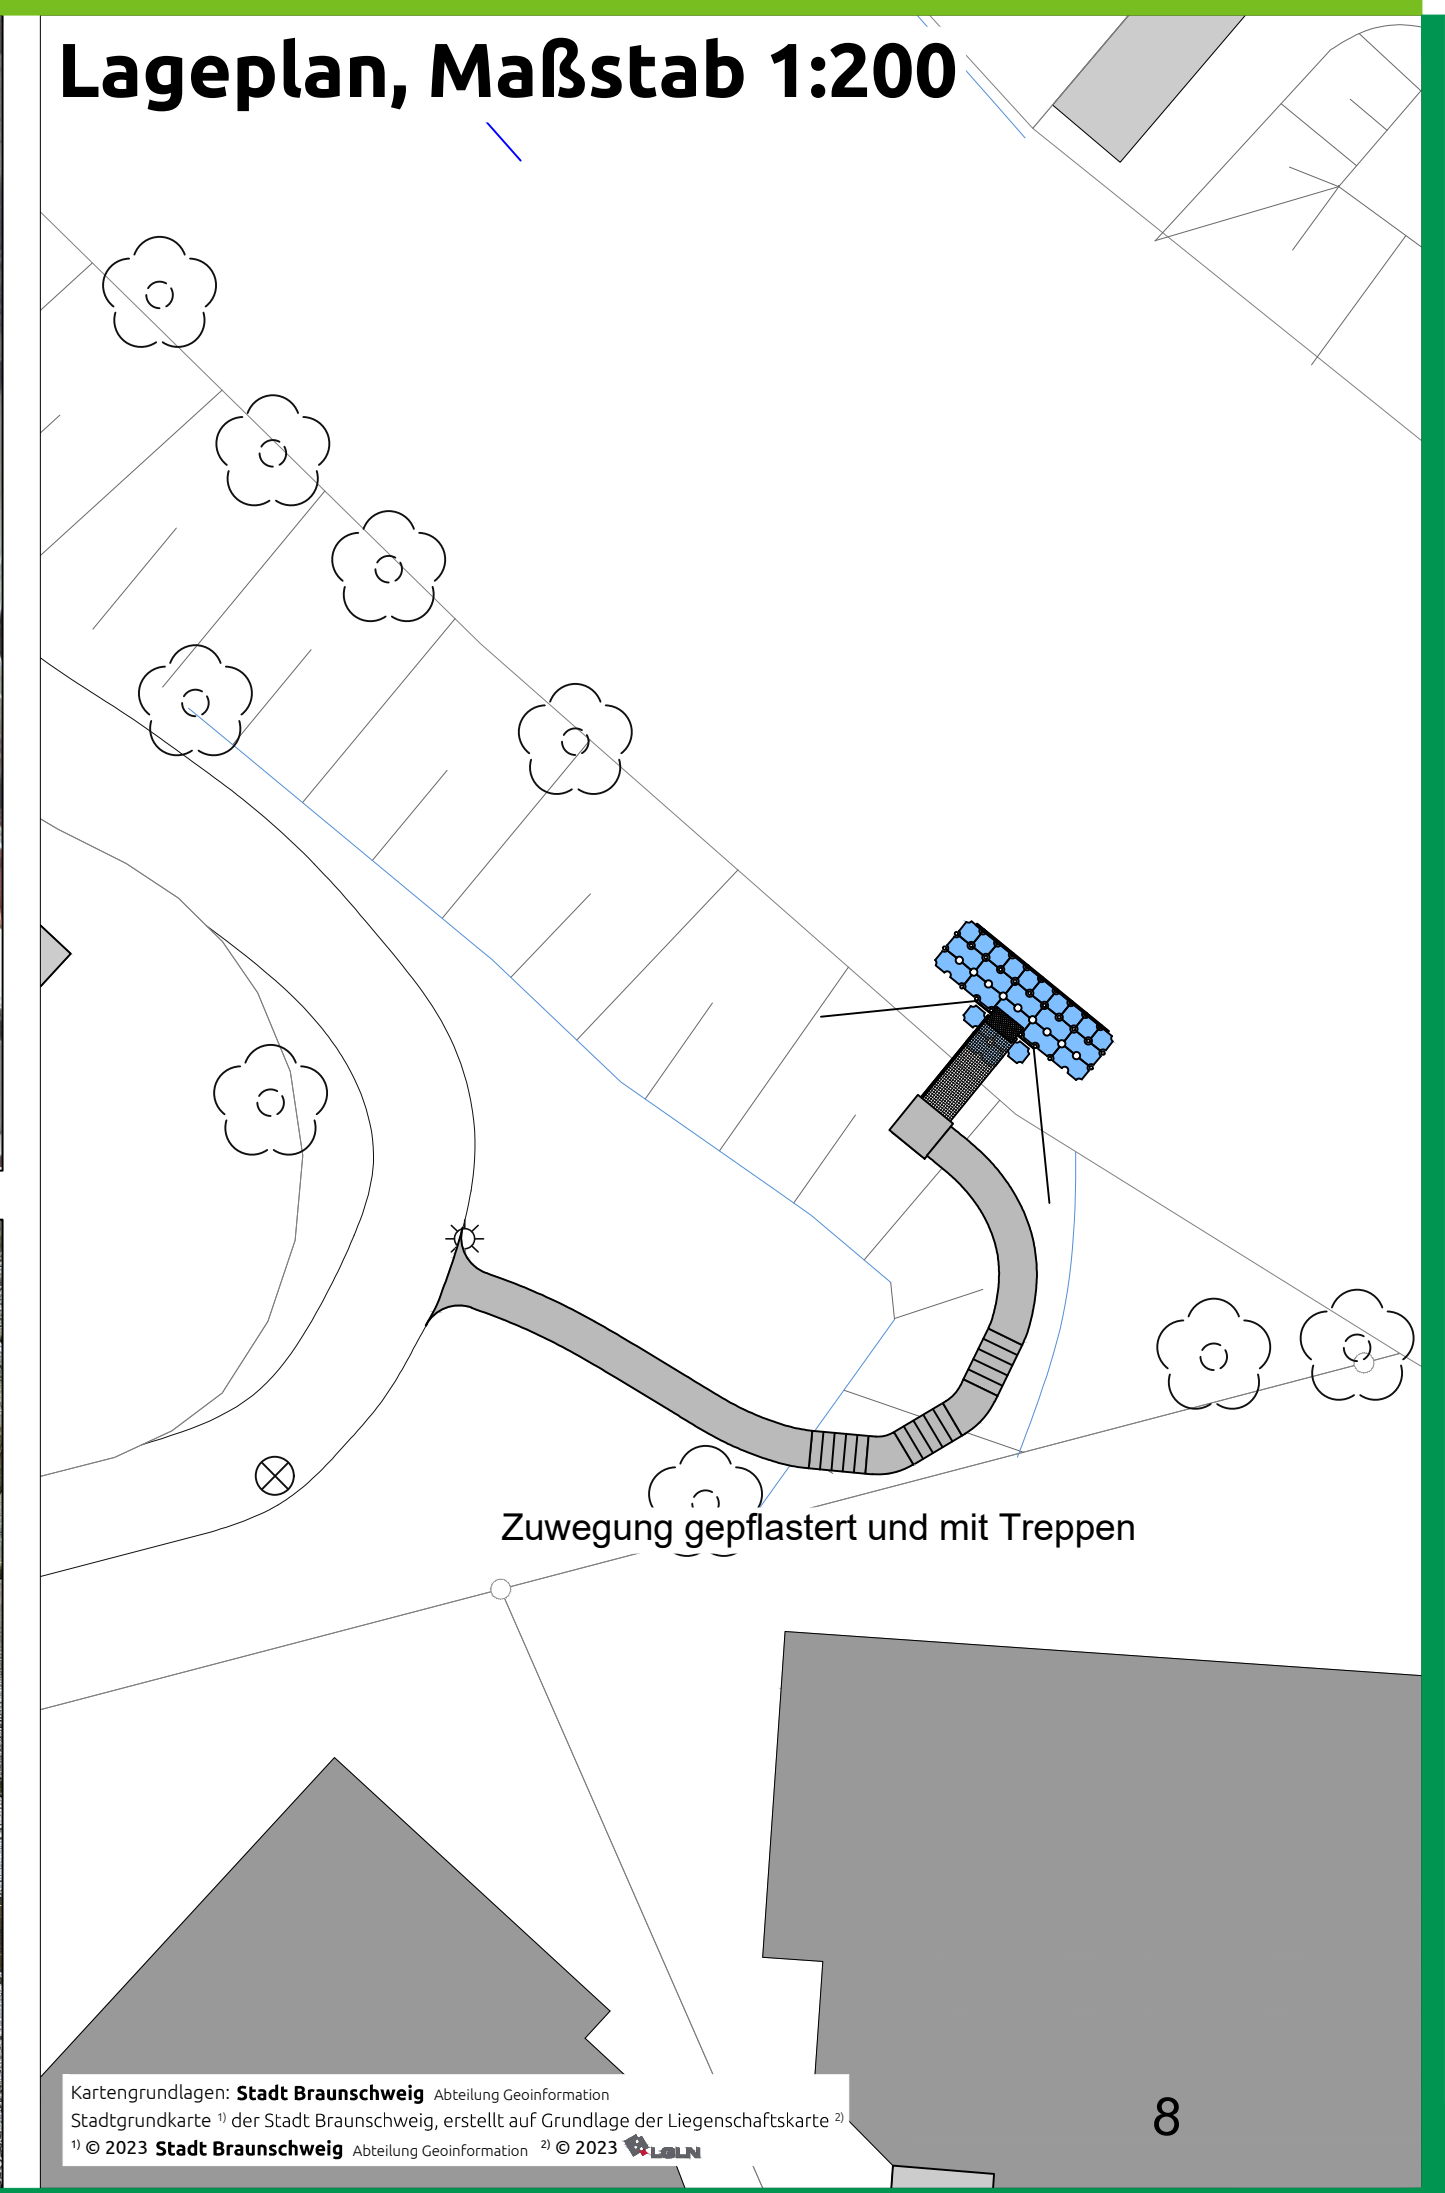 Lageplan, Maßstab 1:200
Zuwegung gepflastert und mit Treppen
Kartengrundlagen: Stadt Braunschweig Abteilung Geoinformation
Stadtgrundkarte 1) der Stadt Braunschweig, erstellt auf Grundlage der Liegenschaftskarte 2)
1) © 2023 Stadt Braunschweig Abteilung Geoinformation 2) © 2023 LGLN
8